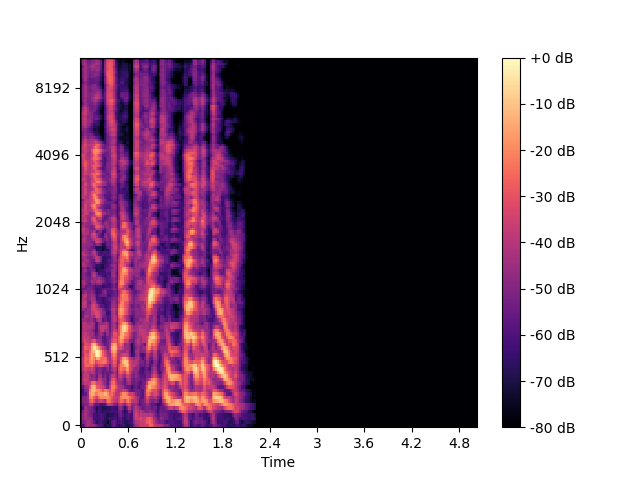 +0 dB
8192
-10 dB
4096
-20 dB
-30 dB
2048
Hz
-40 dB
1024
-50 dB
-60 dB
512
-70 dB
0
-80 dB
0 0.6 1.2 1.8 2.4 3 3.6 4.2 4.8
Time